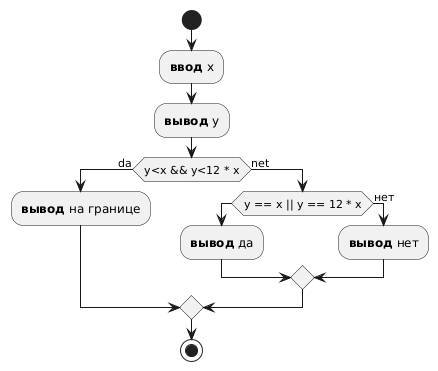 ввод x
вывод y
da
y<x && y<12 * x
net
вывод на границе
y == x || y == 12 * x
нет
вывод да
вывод нет